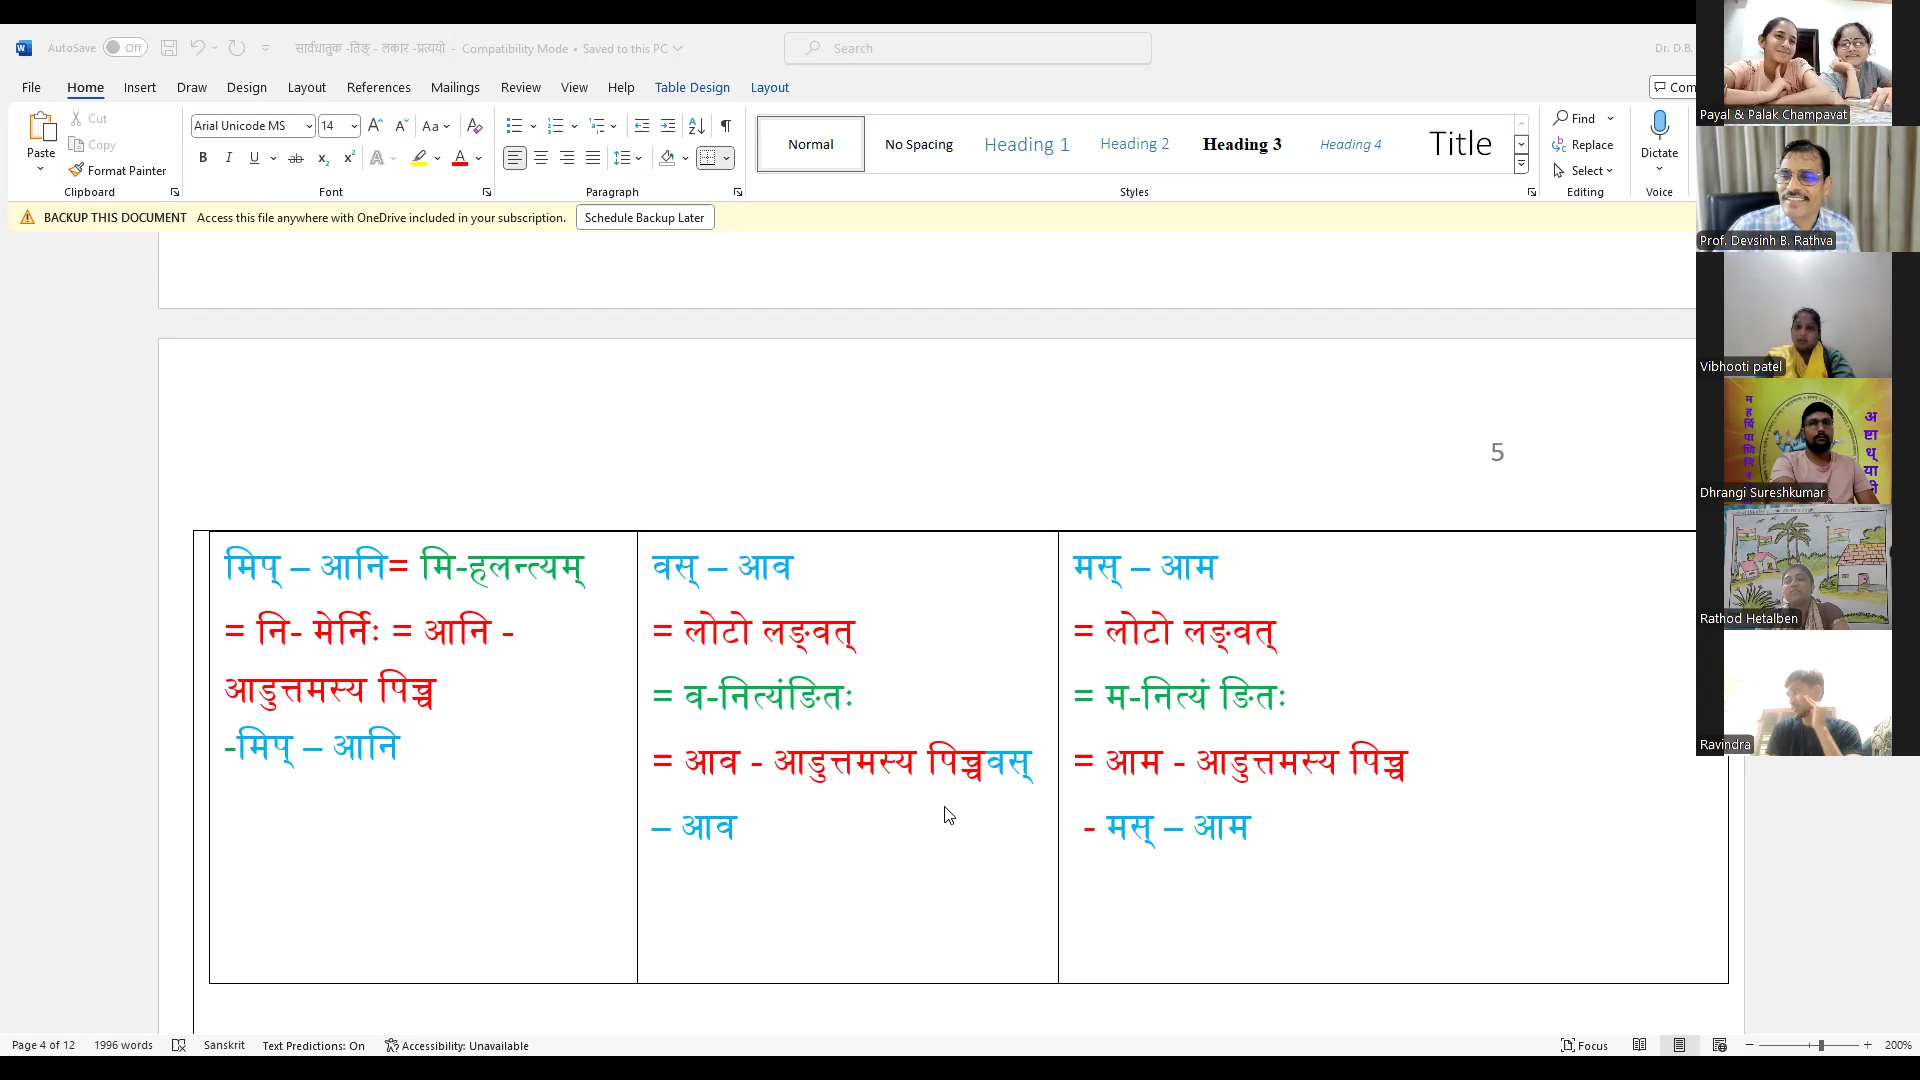 AutoSave Off सार्वधातुक -तिङ् - लकार -प्रत्ययो - Compatibility Mode • Saved to this PC Search Dr. D.B.
File Home Insert Draw Design Layout References Mailings Review View Help Table Design Layout Com
Paste Cut Copy Format Painter Clipboard
Arial Unicode MS 14 Font
Paragraph
Normal No Spacing Heading 1 Heading 2 Heading 3 Heading 4 Title
Styles
Find Replace Select Editing
Dictate Voice
BACKUP THIS DOCUMENT Access this file anywhere with OneDrive included in your subscription. Schedule Backup Later
5
मिप् – आनि= मि-हलन्त्यम्
= नि- मेर्निः = आनि -
आडुत्तमस्य पिच्च
-मिप् – आनि
वस् – आव
= लोटो लङ्वत्
= व-नित्यंङितः
= आव - आडुत्तमस्य पिच्चवस्
– आव
मस् – आम
= लोटो लङ्वत्
= म-नित्यं ङितः
= आम - आडुत्तमस्य पिच्च
- मस् – आम
Page 4 of 12 1996 words Sanskrit Text Predictions: On Accessibility: Unavailable Focus 200%
Payal & Palak Champavat
Prof. Devsinh B. Rathva
Vibhooti patel
Dhrangi Sureshkumar
Rathod Hetalben
Ravindra